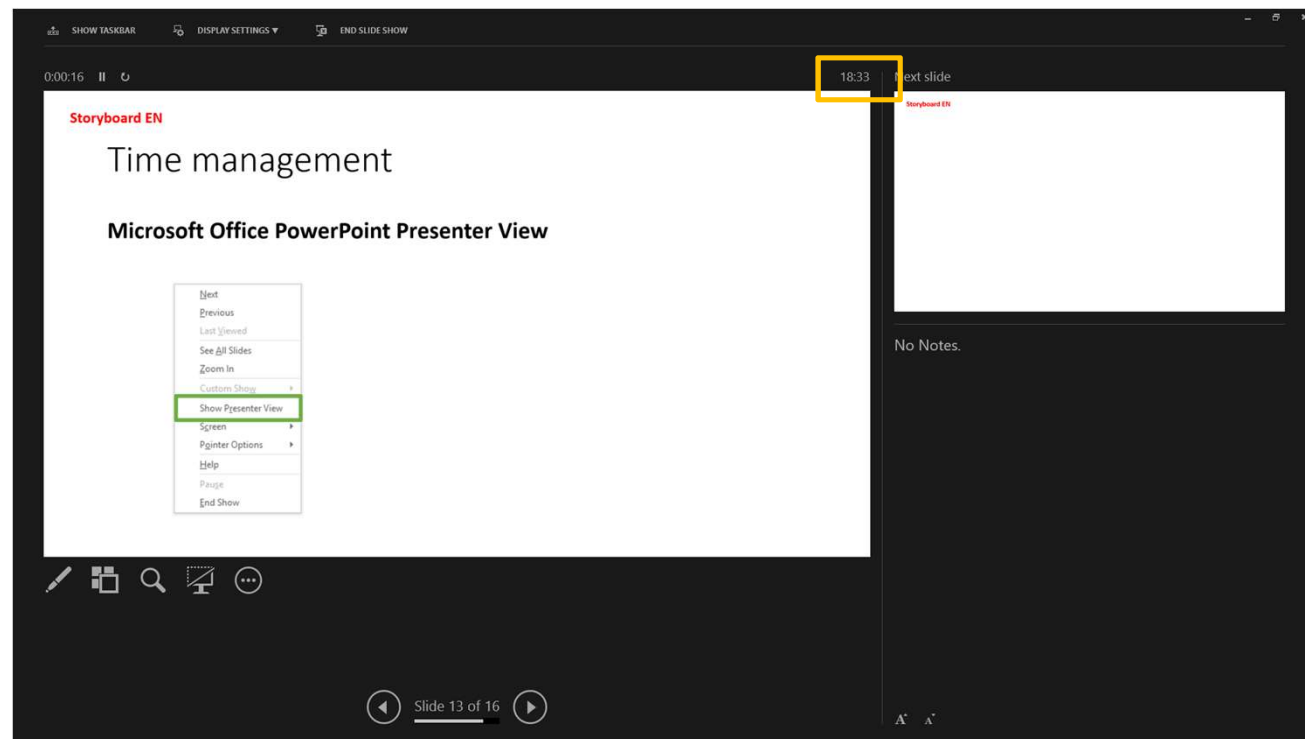 SHOW TASKBAR DISPLAY SETTINGS ▼ END SLIDE SHOW
0:00:16 18:33 Next slide
Storyboard EN
Time management
Microsoft Office PowerPoint Presenter View
Next
Previous
Last Viewed
See All Slides
Zoom In
Custom Show
Show Presenter View
Screen
Pointer Options
Help
Pause
End Show
Slide 13 of 16
Storyboard EN
No Notes.
A A